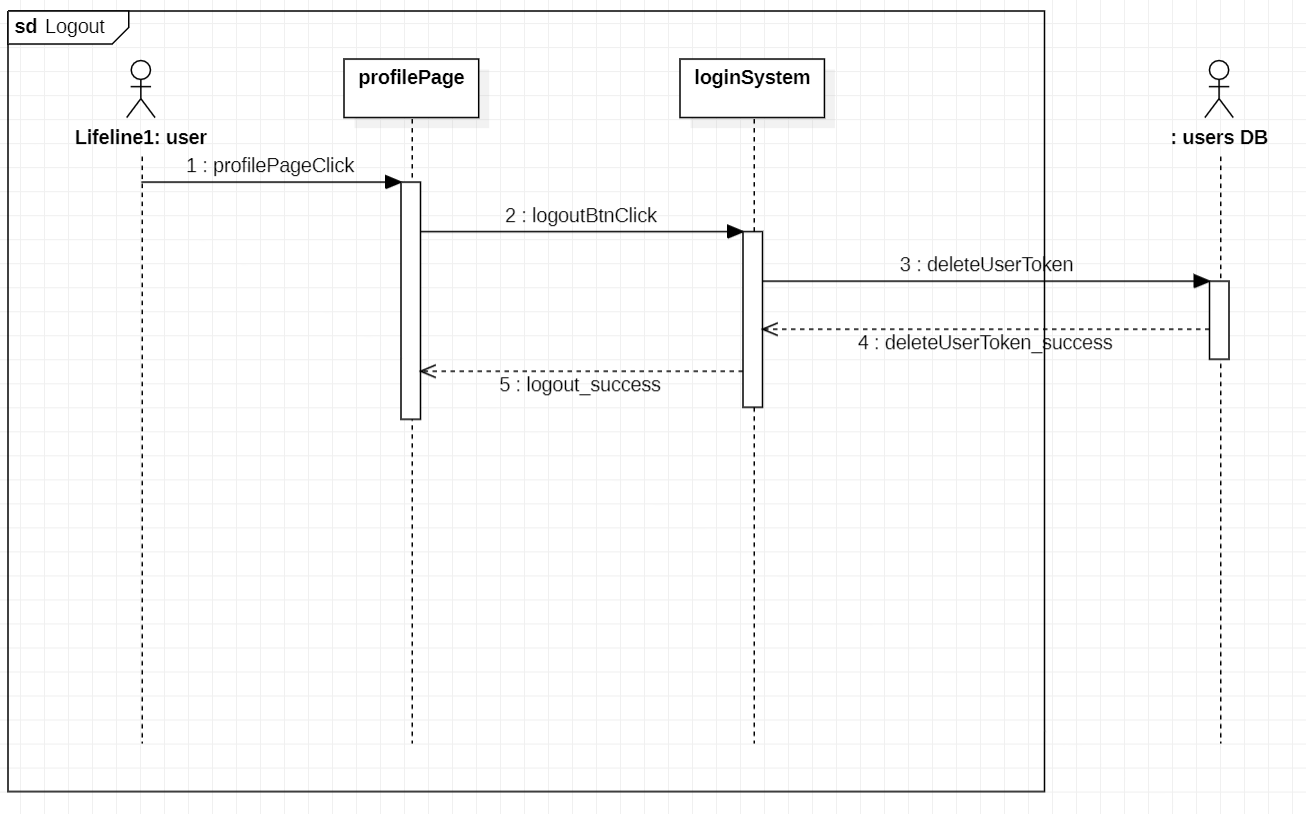 sd Logout
profilePage
loginSystem
Lifeline1: user
: users DB
1 : profilePageClick
2 : logoutBtnClick
3 : deleteUserToken
4 : deleteUserToken_success
5 : logout_success